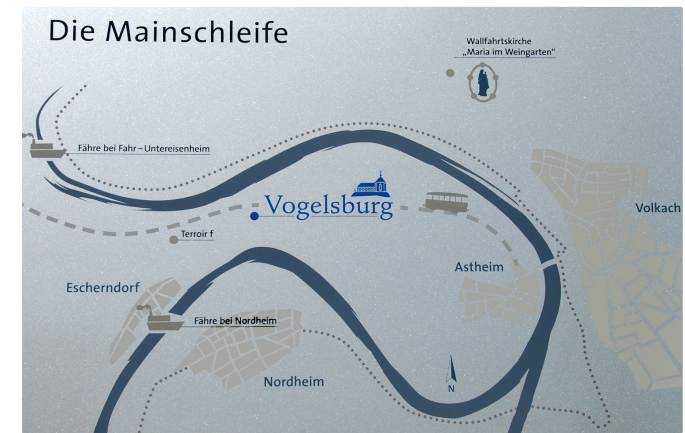 Die Mainschleife
Wallfahrtskirche
„Maria im Weingarten“
Fähre bei Fahr – Untereisenheim
Vogelsburg
Volkach
Terroir f
Astheim
Escherndorf
Fähre bei Nordheim
Nordheim
N